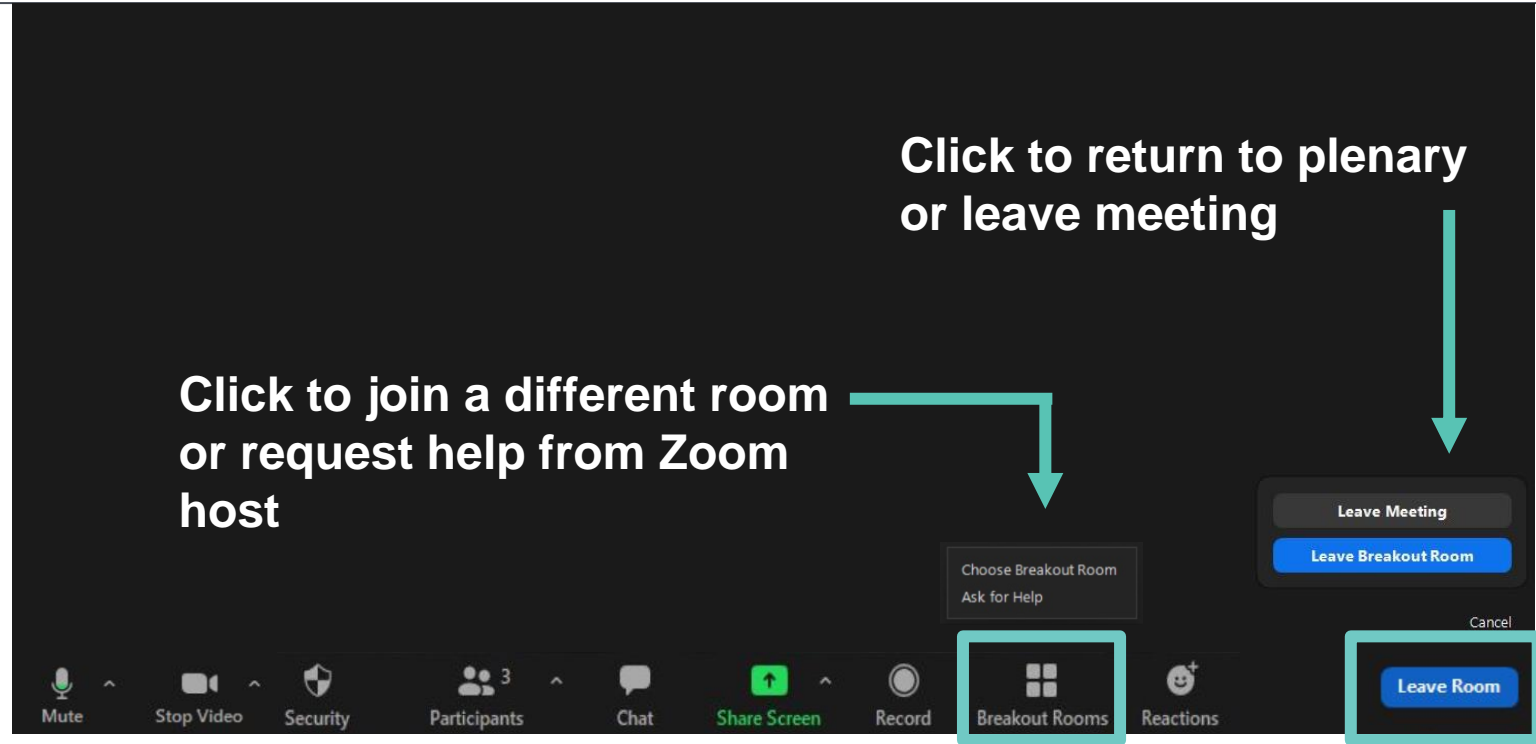 Click to return to plenary
or leave meeting
Click to join a different room
or request help from Zoom
host
Leave Meeting
Leave Breakout Room
Choose Breakout Room
Ask for Help
Cancel
3
Mute
Stop Video
Security
Participants
Chat
Share Screen
Record
Breakout Rooms
Reactions
Leave Room